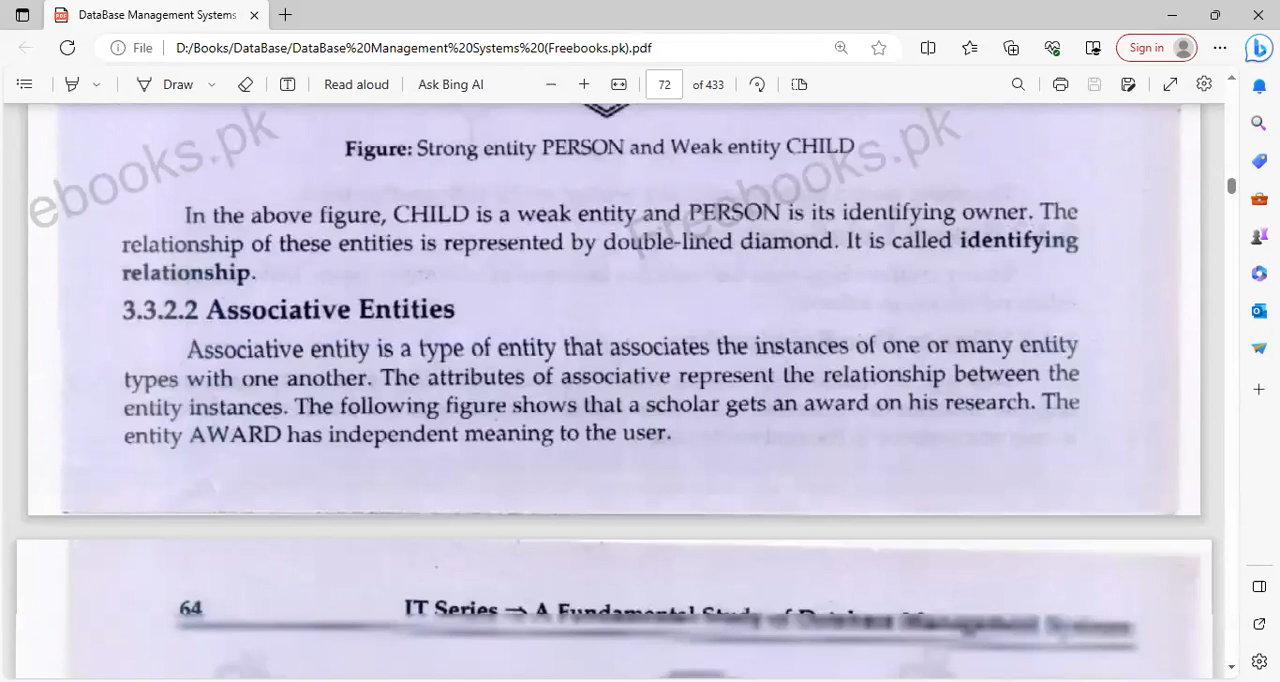 DataBase Management Systems
File
D:/Books/DataBase/DataBase%20Management%20Systems%20(Freebooks.pk).pdf
Sign in
Draw
Read aloud
Ask Bing AI
72
of 433
ebooks.pk
Freebooks.pk
Figure: Strong entity PERSON and Weak entity CHILD
In the above figure, CHILD is a weak entity and PERSON is its identifying owner. The
relationship of these entities is represented by double-lined diamond. It is called identifying
relationship.
3.3.2.2 Associative Entities
Associative entity is a type of entity that associates the instances of one or many entity
types with one another. The attributes of associative represent the relationship between the
entity instances. The following figure shows that a scholar gets an award on his research. The
entity AWARD has independent meaning to the user.
64
IT Series → A Fundamental Study of Database Management Systems